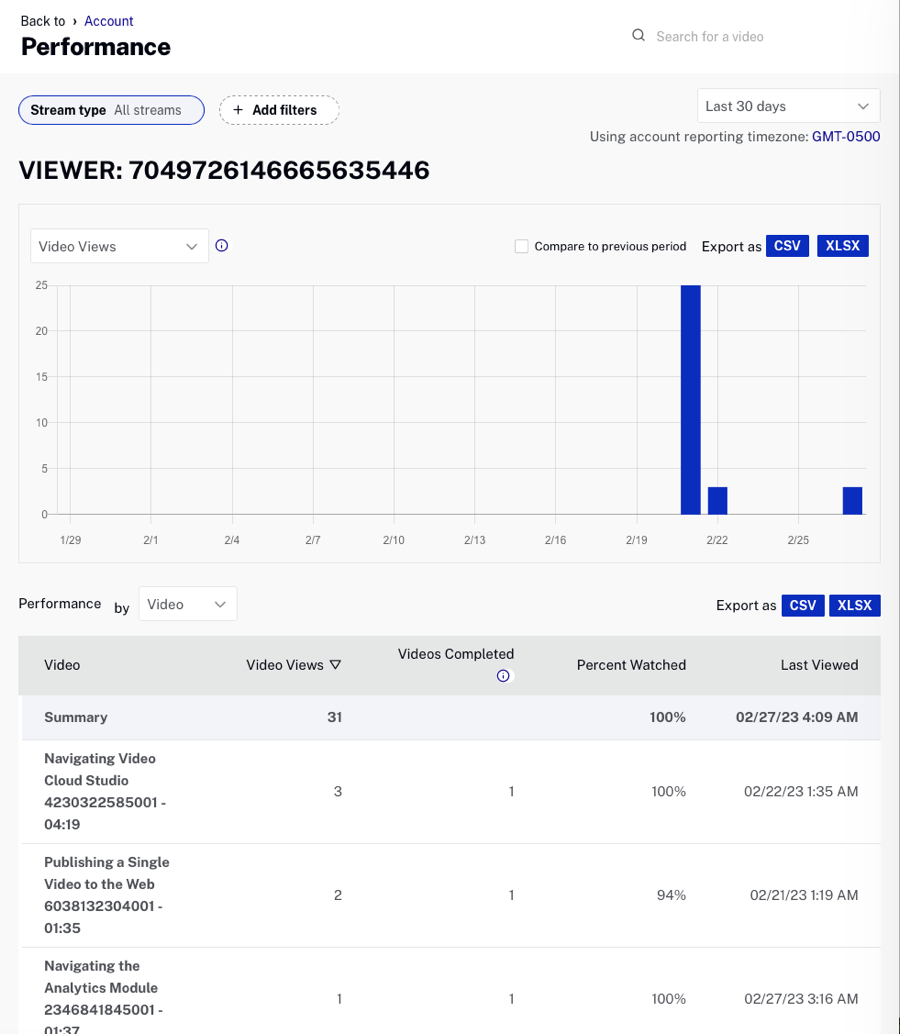 Back to › Account
Performance
Search for a video
Stream type All streams
+ Add filters
Last 30 days
Using account reporting timezone: GMT-0500
VIEWER: 7049726146665635446
Video Views
Compare to previous period
Export as CSV XLSX
25
20
15
10
5
0
1/29 2/1 2/4 2/7 2/10 2/13 2/16 2/19 2/22 2/25
Performance by Video
Export as CSV XLSX
Video Video Views Videos Completed Percent Watched Last Viewed
Summary 31 100% 02/27/23 4:09 AM
Navigating Video
Cloud Studio
4230322585001 -
04:19
3 1 100% 02/22/23 1:35 AM
Publishing a Single
Video to the Web
6038132304001 -
01:35
2 1 94% 02/21/23 1:19 AM
Navigating the
Analytics Module
2346841845001 -
01:37
1 1 100% 02/27/23 3:16 AM